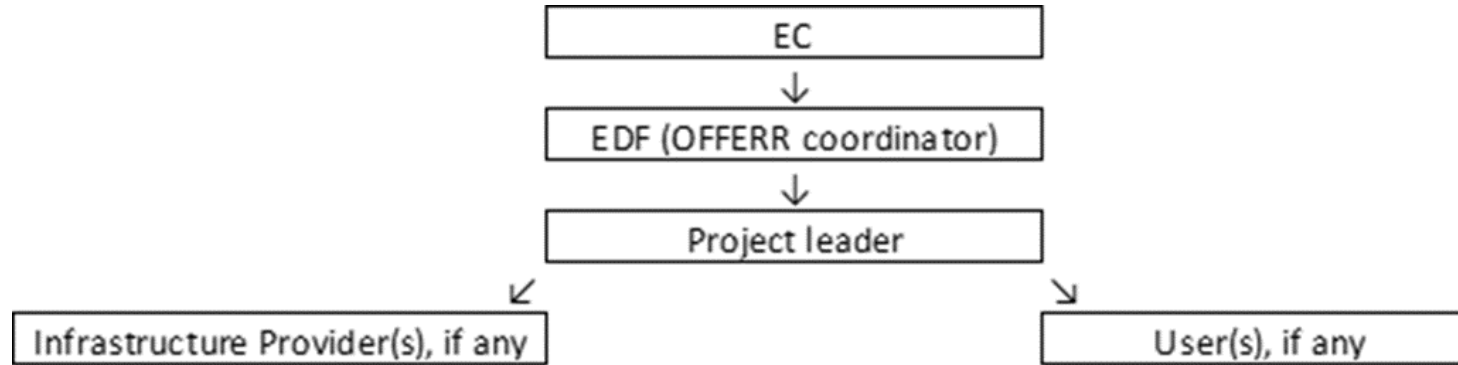 EC
↓
EDF (OFFERR coordinator)
↓
Project leader
↙ ↘
Infrastructure Provider(s), if any
User(s), if any